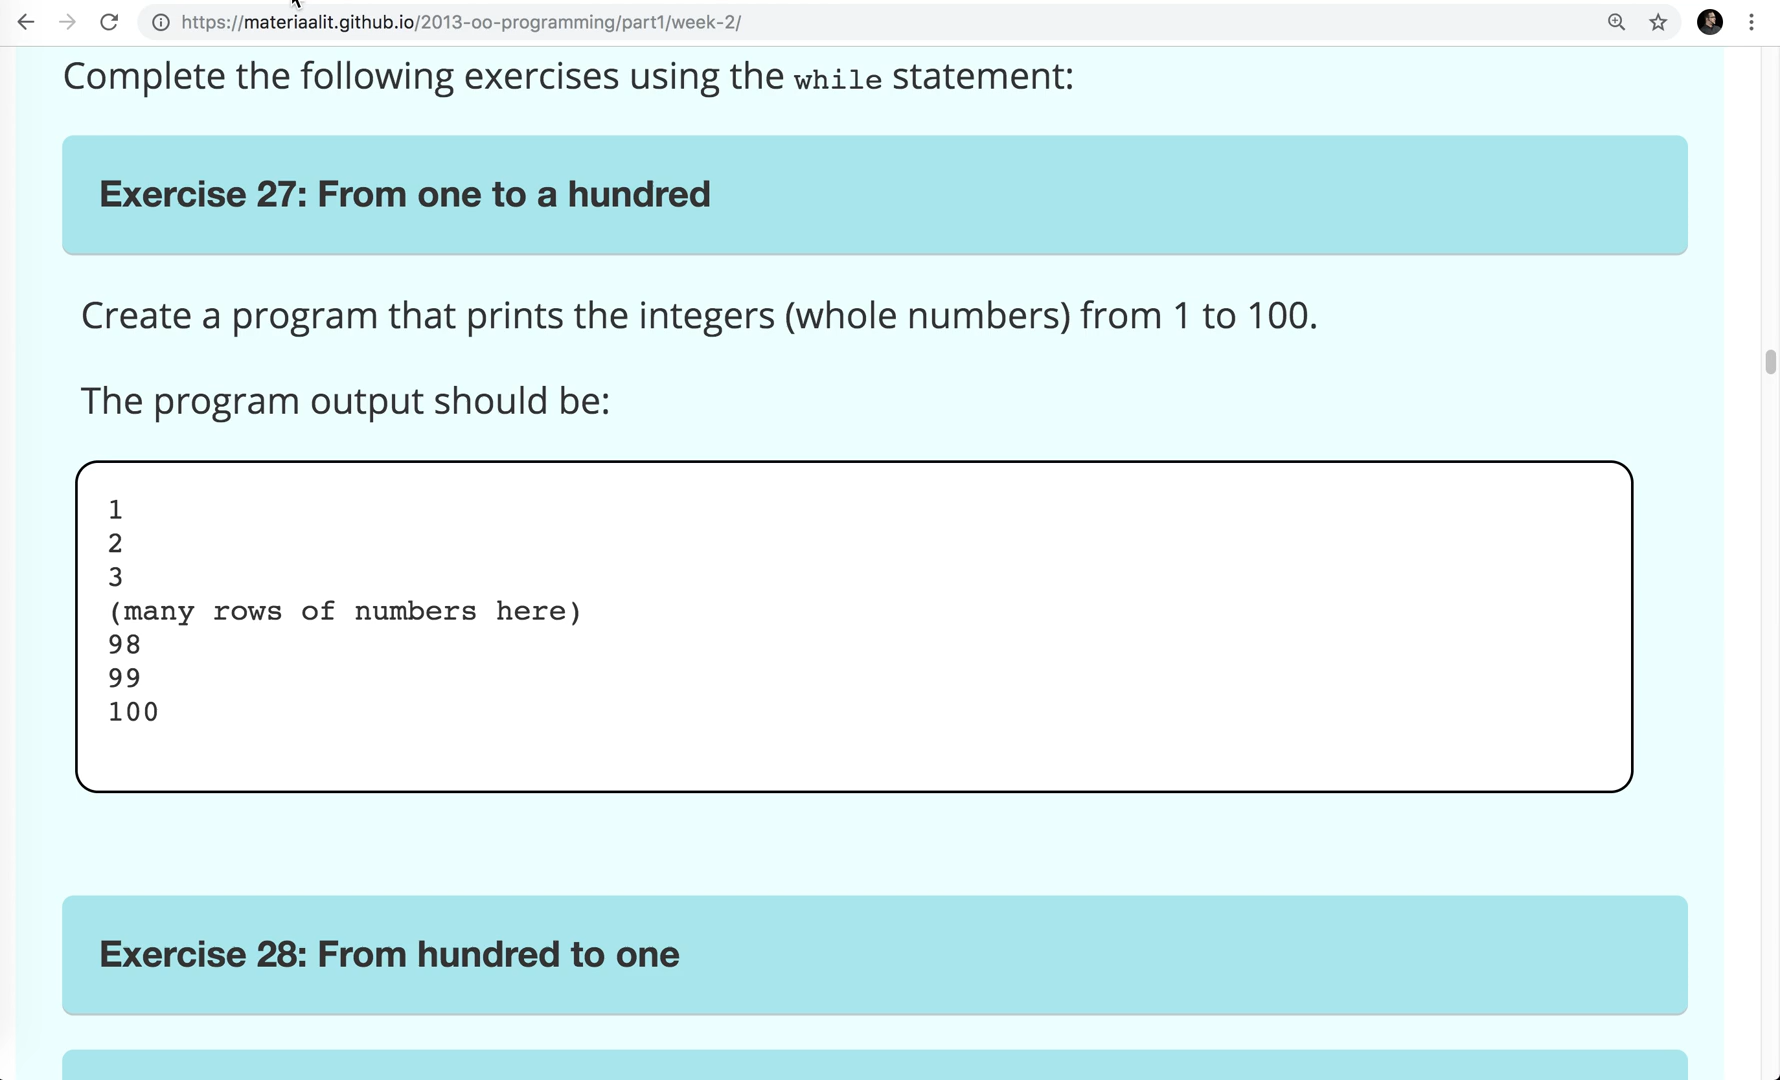 https://materiaalit.github.io/2013-oo-programming/part1/week-2/
Complete the following exercises using the while statement:
Exercise 27: From one to a hundred
Create a program that prints the integers (whole numbers) from 1 to 100.
The program output should be:
1
2
3
(many rows of numbers here)
98
99
100
Exercise 28: From hundred to one